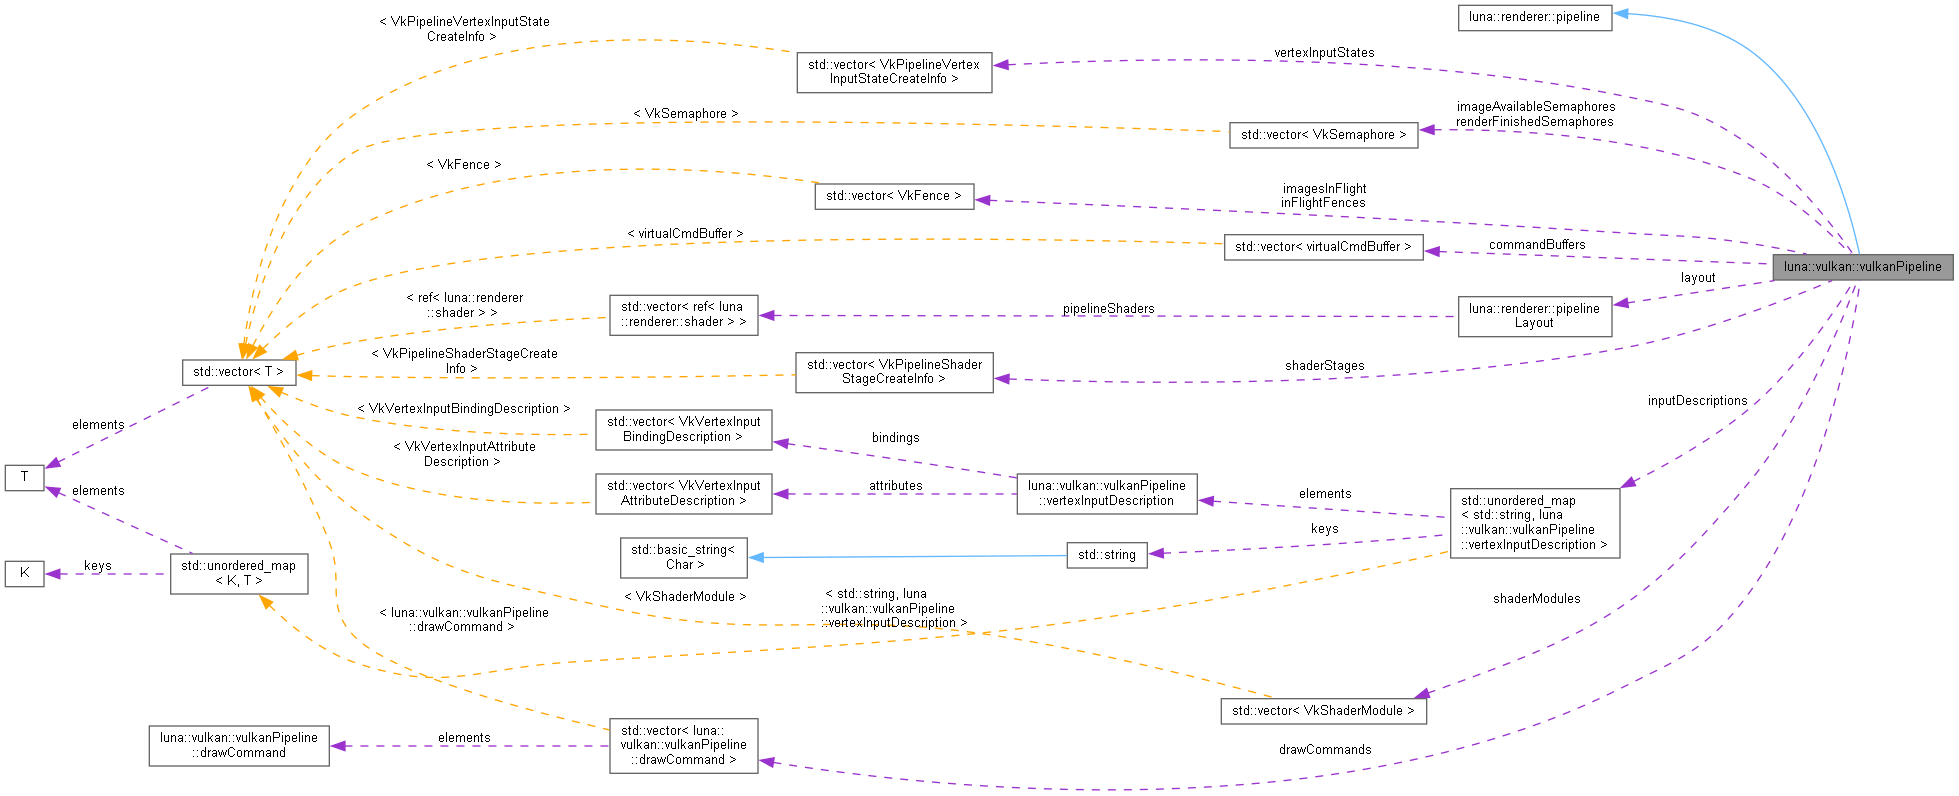 < VkPipelineVertexInputState
CreateInfo >
luna::renderer::pipeline
std::vector< VkPipelineVertex
InputStateCreateInfo >
vertexInputStates
< VkSemaphore >
std::vector< VkSemaphore >
imageAvailableSemaphores
renderFinishedSemaphores
< VkFence >
std::vector< VkFence >
imagesInFlight
inFlightFences
< virtualCmdBuffer >
std::vector< virtualCmdBuffer >
commandBuffers
luna::vulkan::vulkanPipeline
layout
< ref< luna::renderer
::shader > >
std::vector< ref< luna
::renderer::shader > >
pipelineShaders
luna::renderer::pipeline
Layout
< VkPipelineShaderStageCreate
Info >
std::vector< VkPipelineShader
StageCreateInfo >
shaderStages
std::vector< T >
inputDescriptions
< VkVertexInputBindingDescription >
std::vector< VkVertexInput
BindingDescription >
bindings
elements
< VkVertexInputAttribute
Description >
std::vector< VkVertexInput
AttributeDescription >
attributes
luna::vulkan::vulkanPipeline
::vertexInputDescription
elements
keys
std::unordered_map
< std::string, luna
::vulkan::vulkanPipeline
::vertexInputDescription >
T
elements
std::basic_string<
Char >
std::string
K
keys
std::unordered_map
< K, T >
< VkShaderModule >
< std::string, luna
::vulkan::vulkanPipeline
::vertexInputDescription >
shaderModules
< luna::vulkan::vulkanPipeline
::drawCommand >
std::vector< VkShaderModule >
luna::vulkan::vulkanPipeline
::drawCommand
elements
std::vector< luna::
vulkan::vulkanPipeline
::drawCommand >
drawCommands